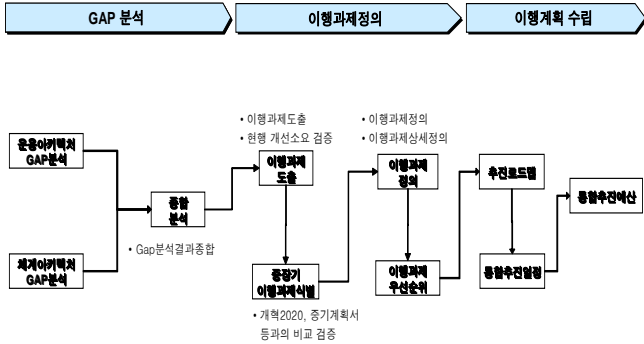 GAP 분석
이행과제정의
이행계획 수립
• 이행과제도출
• 현행 개선소요 검증
• 이행과제정의
• 이행과제상세정의
운용아키텍처
GAP분석
이행과제
도출
이행과제
정의
추진로드맵
통합추진예산
종합
분석
• Gap분석결과종합
체계아키텍처
GAP분석
중장기
이행과제식별
이행과제
우선순위
통합추진일정
• 개혁2020, 중기계획서
등과의 비교 검증